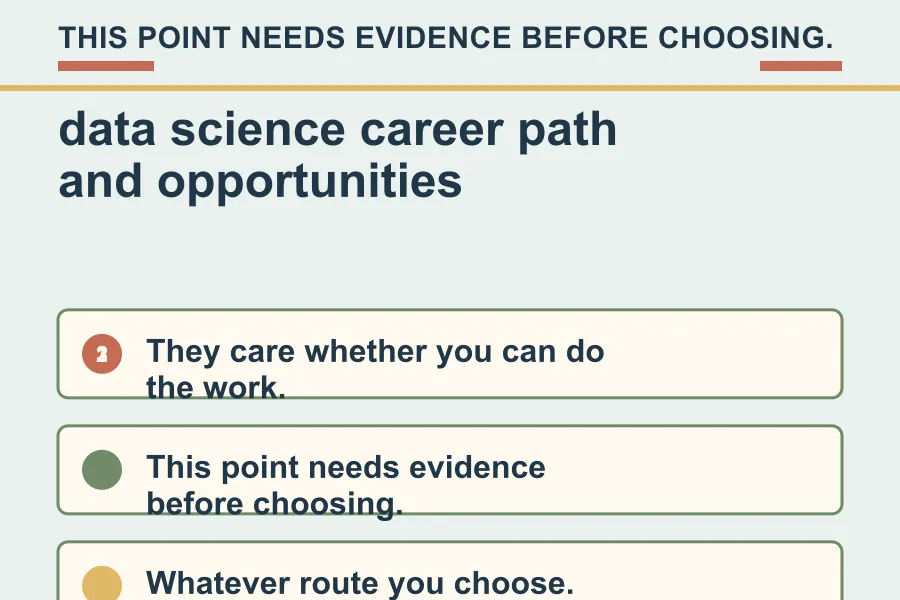 THIS POINT NEEDS EVIDENCE BEFORE CHOOSING.
data science career path
and opportunities
They care whether you can do
the work.
This point needs evidence
before choosing.
Whatever route you choose.